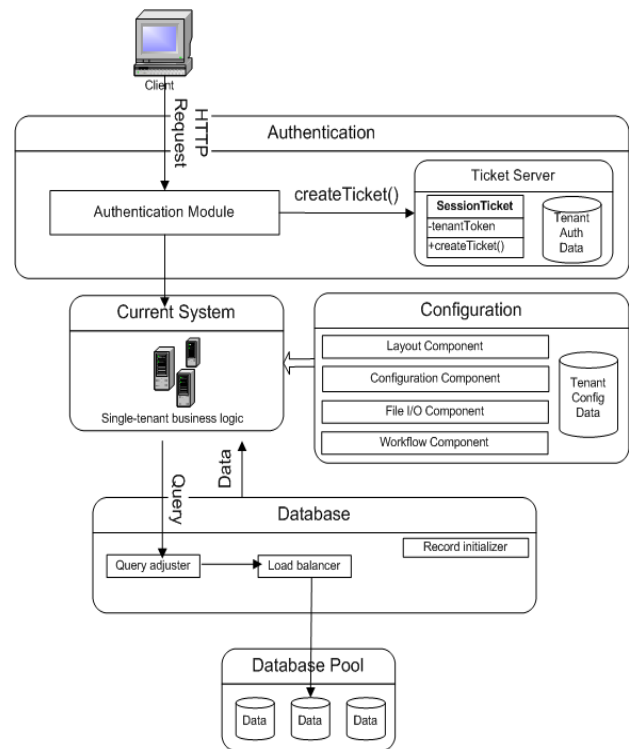 Client
HTTP
Request
Authentication
Authentication Module
createTicket()
Ticket Server
SessionTicket
-tenantToken
+createTicket()
Tenant
Auth
Data
Current System
Single-tenant business logic
Configuration
Layout Component
Configuration Component
File I/O Component
Workflow Component
Tenant
Config
Data
Query
Data
Database
Record initializer
Query adjuster
Load balancer
Database Pool
Data
Data
Data